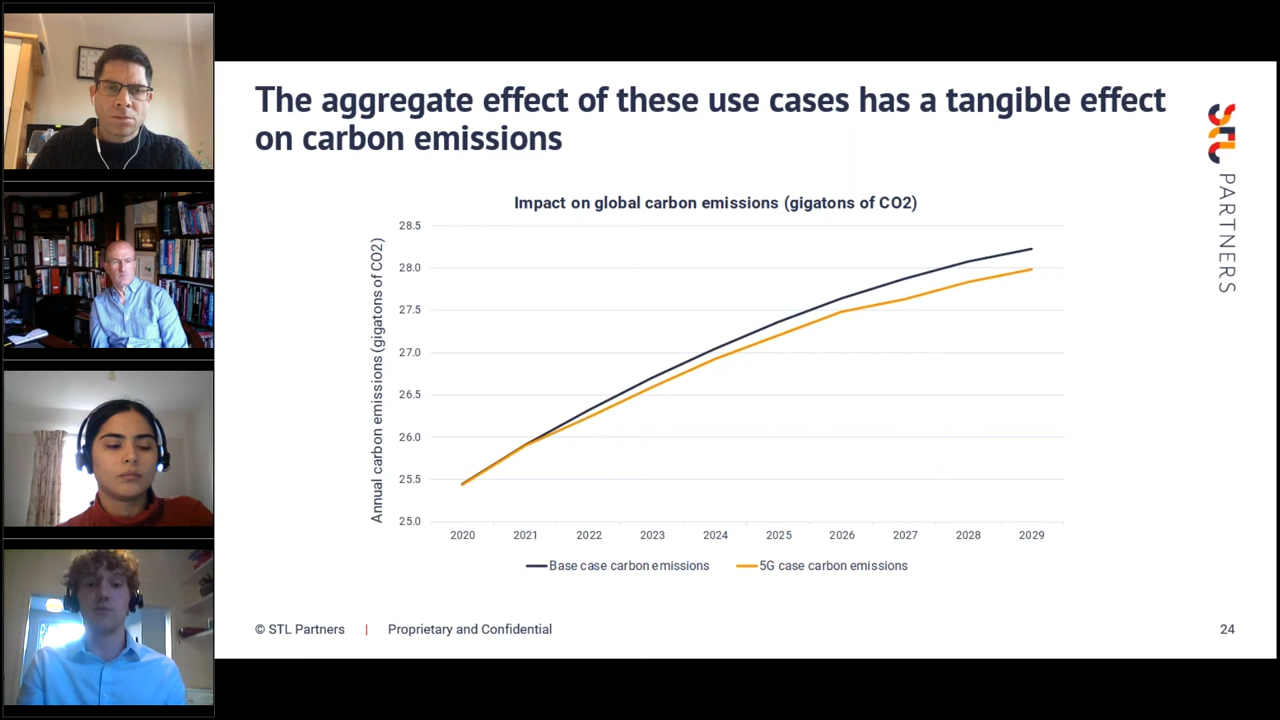 The aggregate effect of these use cases has a tangible effect
on carbon emissions
STL
PARTNERS
Impact on global carbon emissions (gigatons of CO2)
Annual carbon emissions (gigatons of CO2)
28.5
28.0
27.5
27.0
26.5
26.0
25.5
25.0
2020 2021 2022 2023 2024 2025 2026 2027 2028 2029
Base case carbon emissions 5G case carbon emissions
© STL Partners | Proprietary and Confidential 24